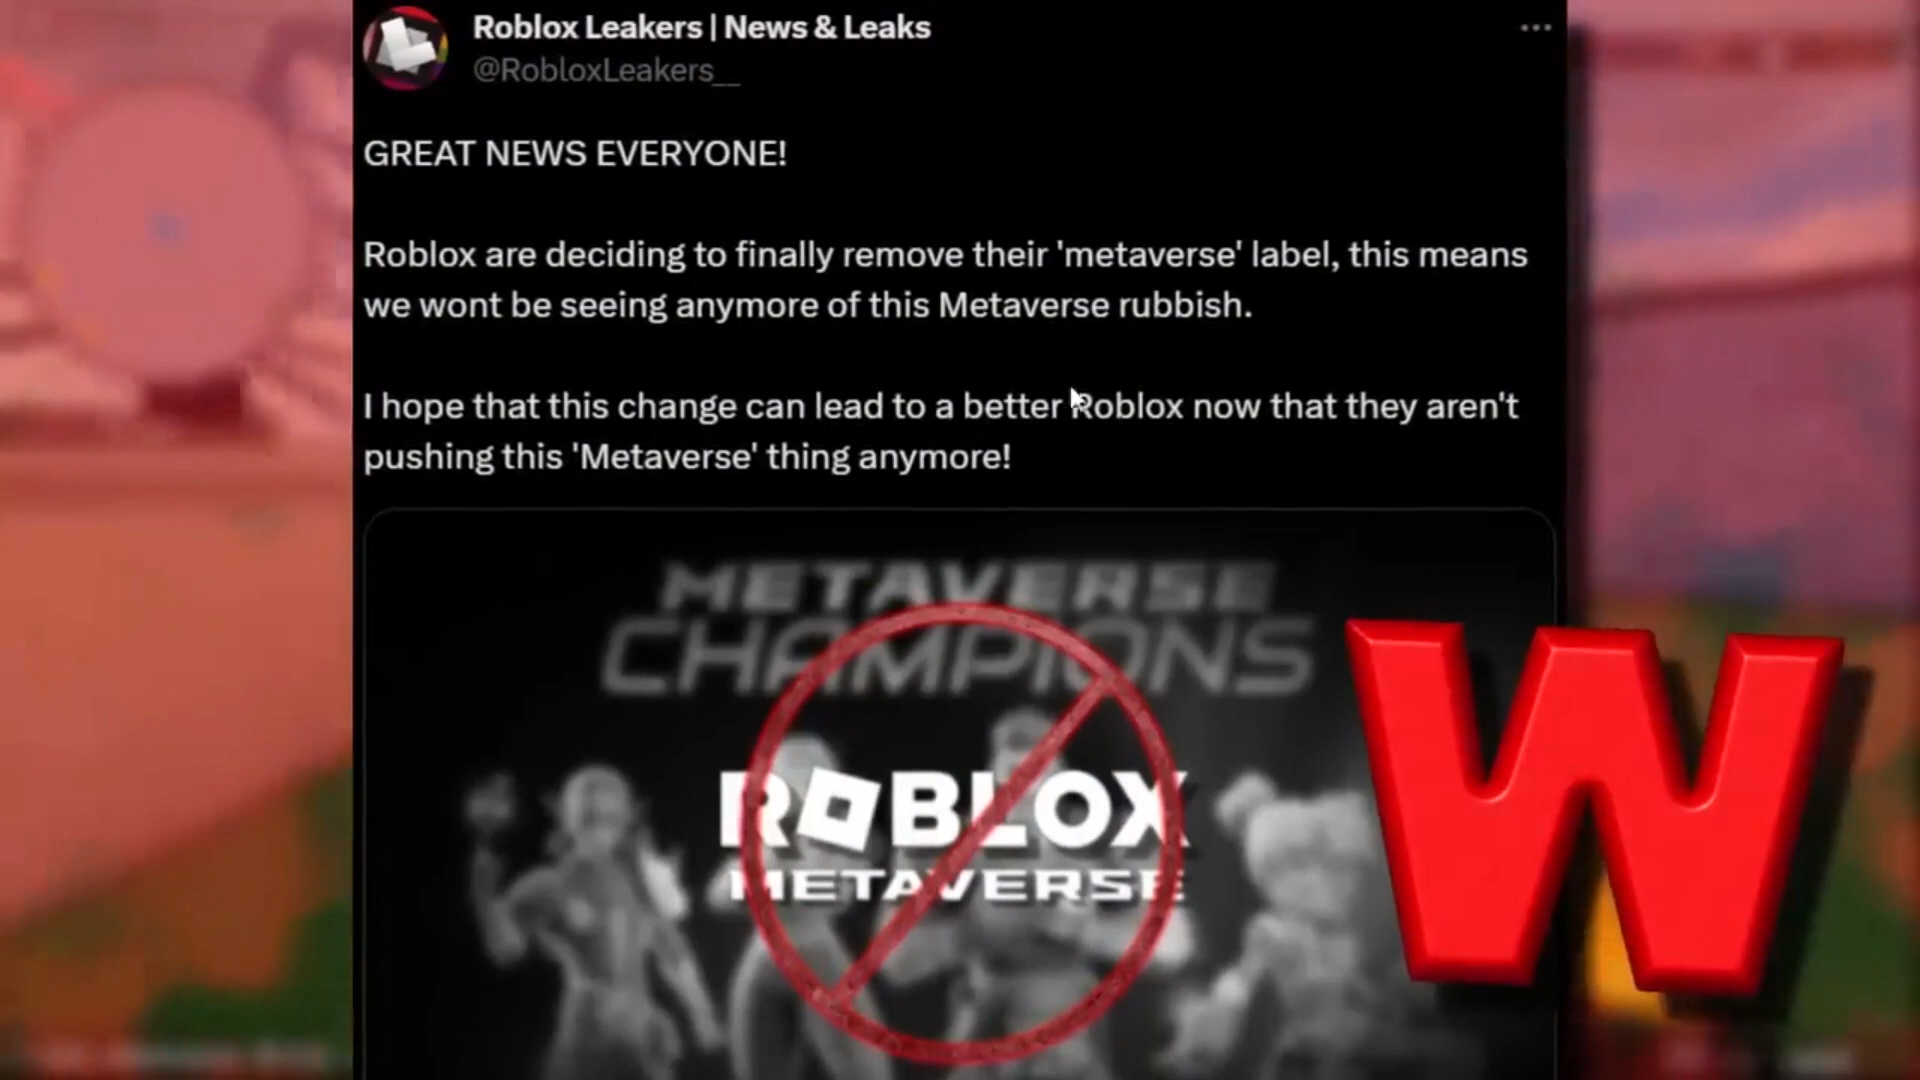 Roblox Leakers | News & Leaks
@RobloxLeakers__
GREAT NEWS EVERYONE!
Roblox are deciding to finally remove their 'metaverse' label, this means
we wont be seeing anymore of this Metaverse rubbish.
I hope that this change can lead to a better Roblox now that they aren't
pushing this 'Metaverse' thing anymore!
METAVERSE
CHAMPIONS
ROBLOX
METAVERSE
W